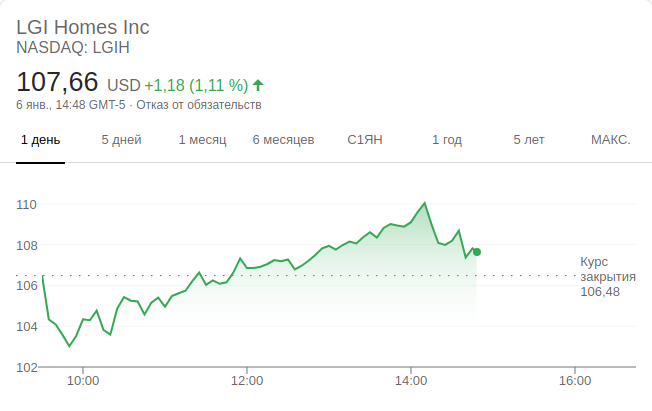 LGI Homes Inc
NASDAQ: LGIH
107,66 USD +1,18 (1,11 %)
6 янв., 14:48 GMT-5 · Отказ от обязательств
1 день 5 дней 1 месяц 6 месяцев С1ЯН 1 год 5 лет МАКС.
110
108
Курс
закрытия
106,48
106
104
102
10:00 12:00 14:00 16:00